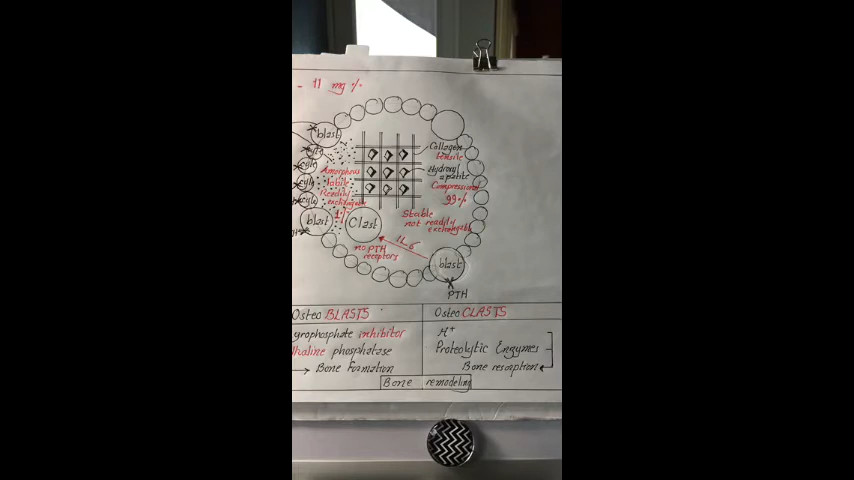 - 11 mg %
blast
cyte
cyte
cyte
cyte
blast
Amorphous
labile
Readily
exchangeable
1%
Collagen
tensile
Hydroxy
apatite
Compressional
99%
Stable
not readily
exchangeable
Clast
IL-6
no PTH
receptors
blast
PTH
Osteo BLASTS
Osteo CLASTS
yrophosphate inhibitor
H+
lkaline phosphatase
Proteolytic Enzymes
→ Bone Formation
Bone resorption
Bone remodeling